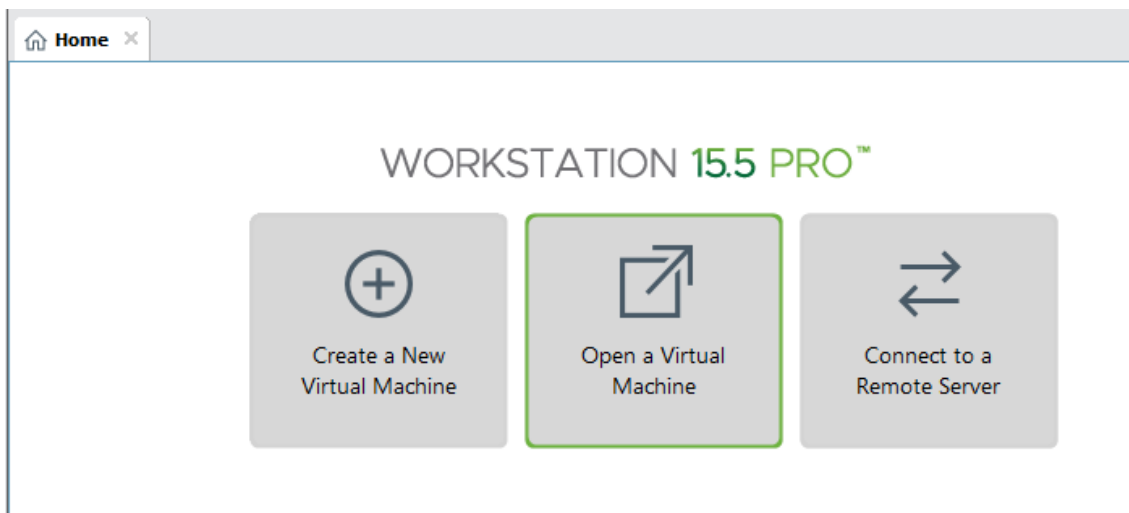 Home
WORKSTATION 15.5 PRO™
Create a New
Virtual Machine
Open a Virtual
Machine
Connect to a
Remote Server